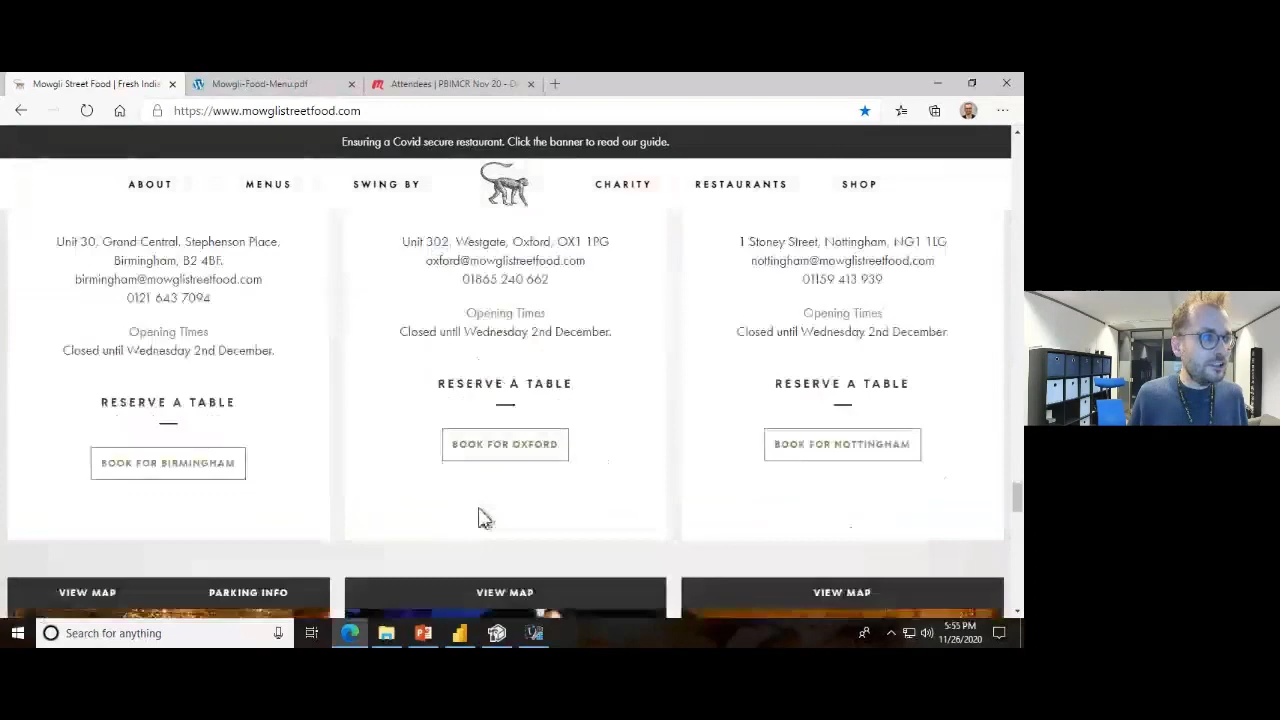 Mowgli Street Food | Fresh India
Mowgli-Food-Menu.pdf
Attendees | PBIMCR Nov 20 - D
https://www.mowglistreetfood.com
Ensuring a Covid secure restaurant. Click the banner to read our guide.
ABOUT
MENUS
SWING BY
CHARITY
RESTAURANTS
SHOP
Unit 30, Grand Central, Stephenson Place,
Birmingham, B2 4BF.
birmingham@mowglistreetfood.com
0121 643 7094
Opening Times
Closed until Wednesday 2nd December.
RESERVE A TABLE
BOOK FOR BIRMINGHAM
Unit 302, Westgate, Oxford, OX1 1PG
oxford@mowglistreetfood.com
01865 240 662
Opening Times
Closed until Wednesday 2nd December.
RESERVE A TABLE
BOOK FOR OXFORD
1 Stoney Street, Nottingham, NG1 1LG
nottingham@mowglistreetfood.com
01159 413 939
Opening Times
Closed until Wednesday 2nd December.
RESERVE A TABLE
BOOK FOR NOTTINGHAM
VIEW MAP
PARKING INFO
VIEW MAP
VIEW MAP
Search for anything
5:55 PM
11/26/2020